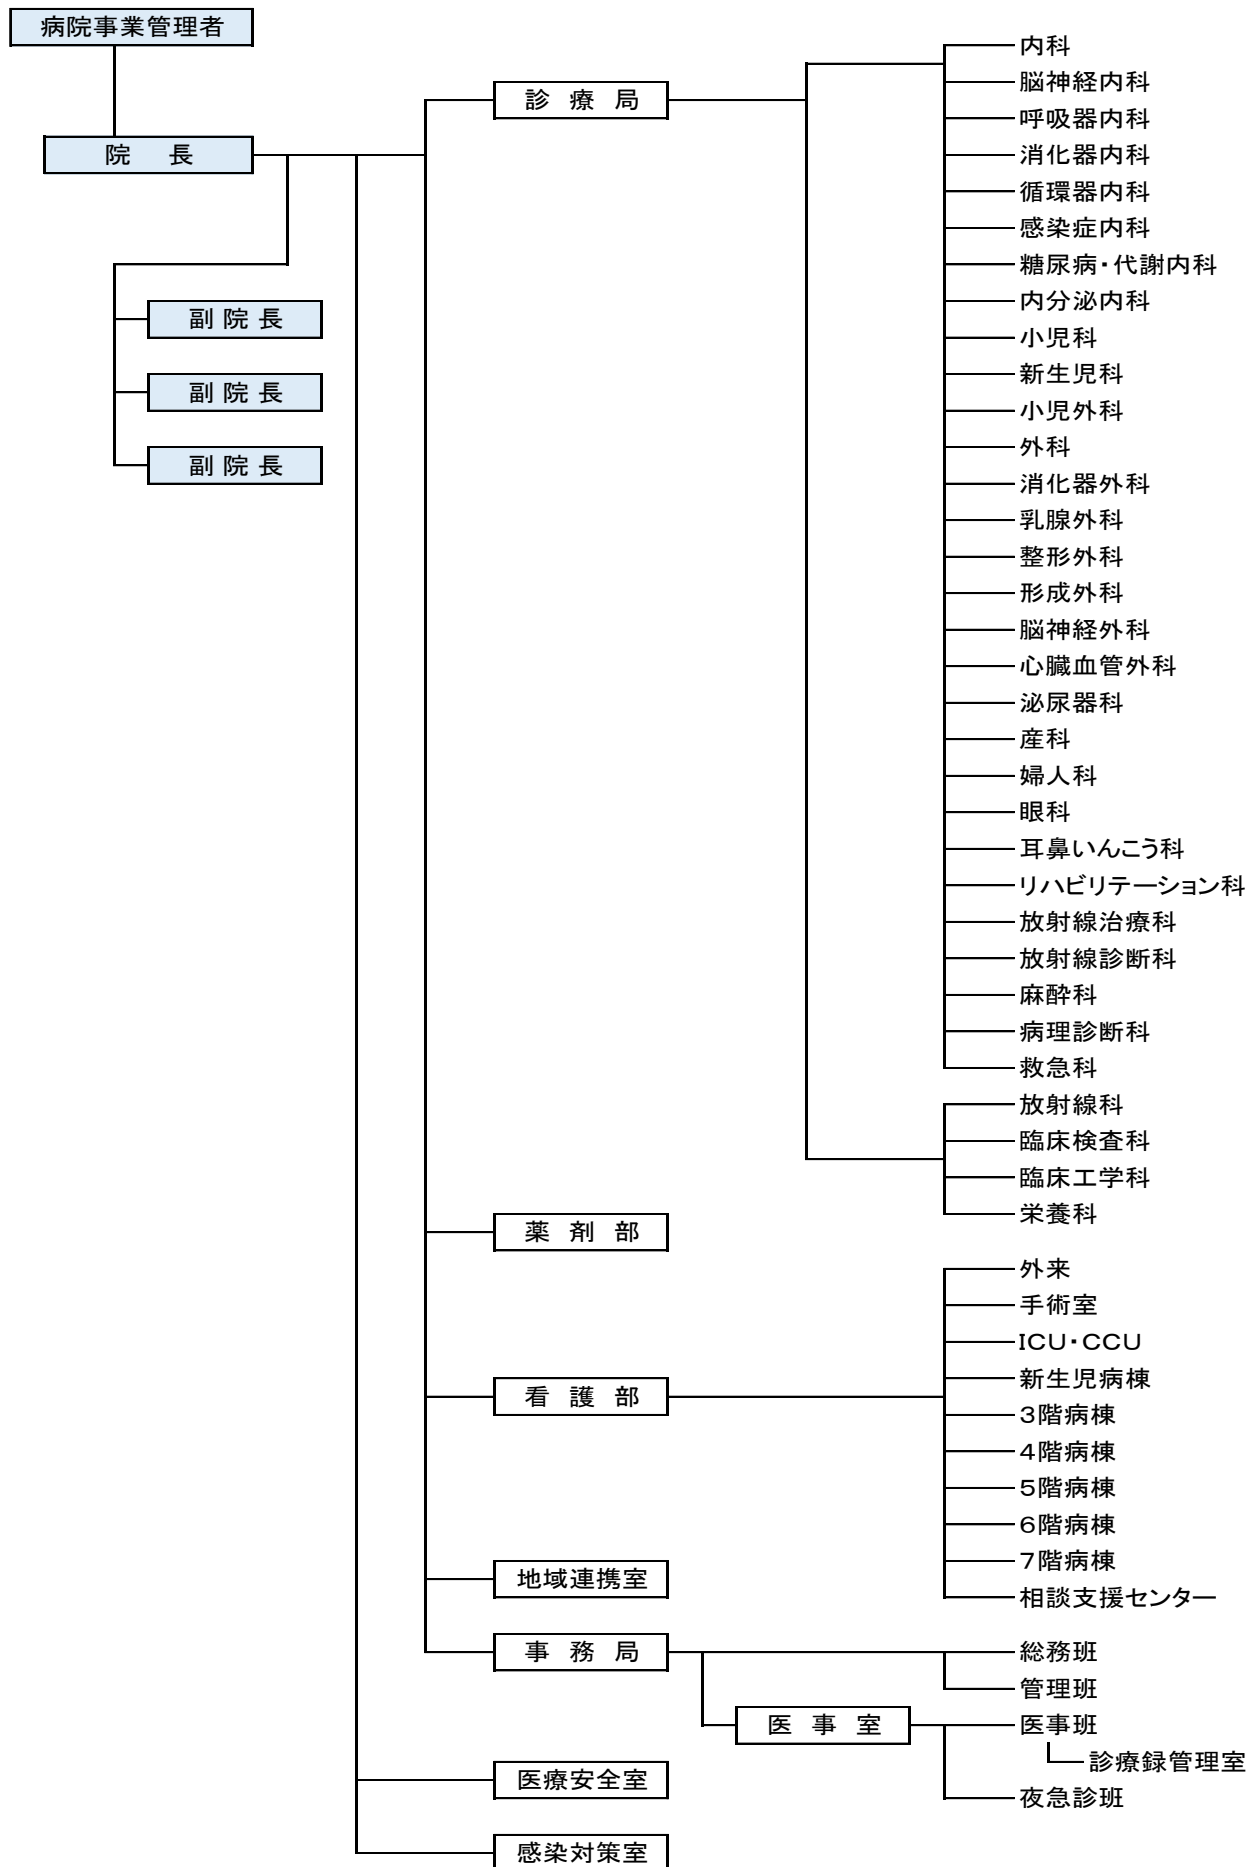 病院事業管理者
院長
副院長
副院長
副院長
診療局
内科
脳神経内科
呼吸器内科
消化器内科
循環器内科
感染症内科
糖尿病・代謝内科
内分泌内科
小児科
新生児科
小児外科
外科
消化器外科
乳腺外科
整形外科
形成外科
脳神経外科
心臓血管外科
泌尿器科
産科
婦人科
眼科
耳鼻いんこう科
リハビリテーション科
放射線治療科
放射線診断科
麻酔科
病理診断科
救急科
放射線科
臨床検査科
臨床工学科
栄養科
薬剤部
看護部
外来
手術室
ICU・CCU
新生児病棟
3階病棟
4階病棟
5階病棟
6階病棟
7階病棟
相談支援センター
地域連携室
事務局
総務班
管理班
医事室
医事班
診療録管理室
夜急診班
医療安全室
感染対策室